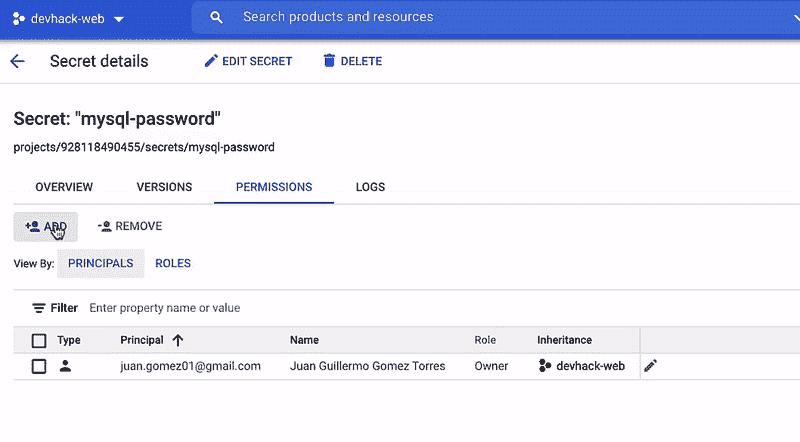 devhack-web Search products and resources
Secret details EDIT SECRET DELETE
Secret: "mysql-password"
projects/928118490455/secrets/mysql-password
OVERVIEW VERSIONS PERMISSIONS LOGS
ADD REMOVE
View By: PRINCIPALS ROLES
Filter Enter property name or value
Type Principal Name Role Inheritance
juan.gomez01@gmail.com Juan Guillermo Gomez Torres Owner devhack-web